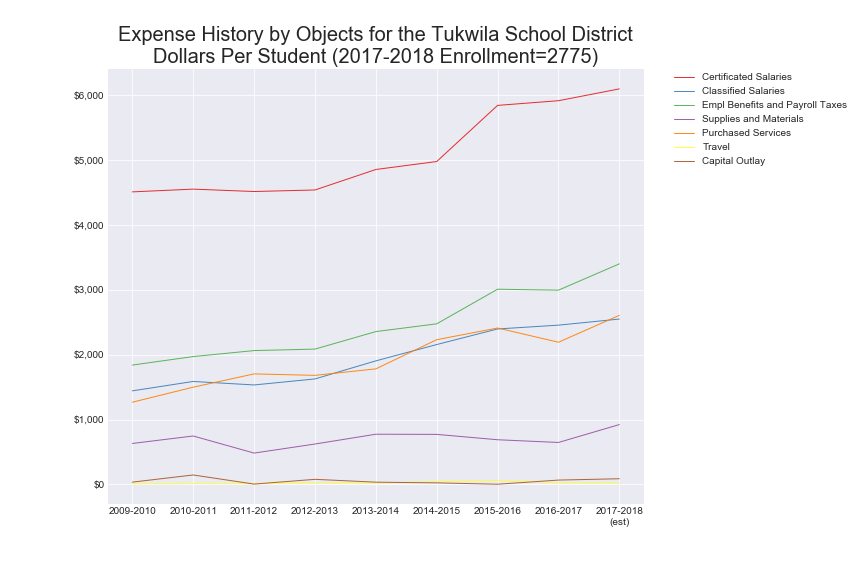 Expense History by Objects for the Tukwila School District
Dollars Per Student (2017-2018 Enrollment=2775)
Certificated Salaries
Classified Salaries
Empl Benefits and Payroll Taxes
Supplies and Materials
Purchased Services
Travel
Capital Outlay
$6,000
$5,000
$4,000
$3,000
$2,000
$1,000
$0
2009-2010 2010-2011 2011-2012 2012-2013 2013-2014 2014-2015 2015-2016 2016-2017 2017-2018
(est)